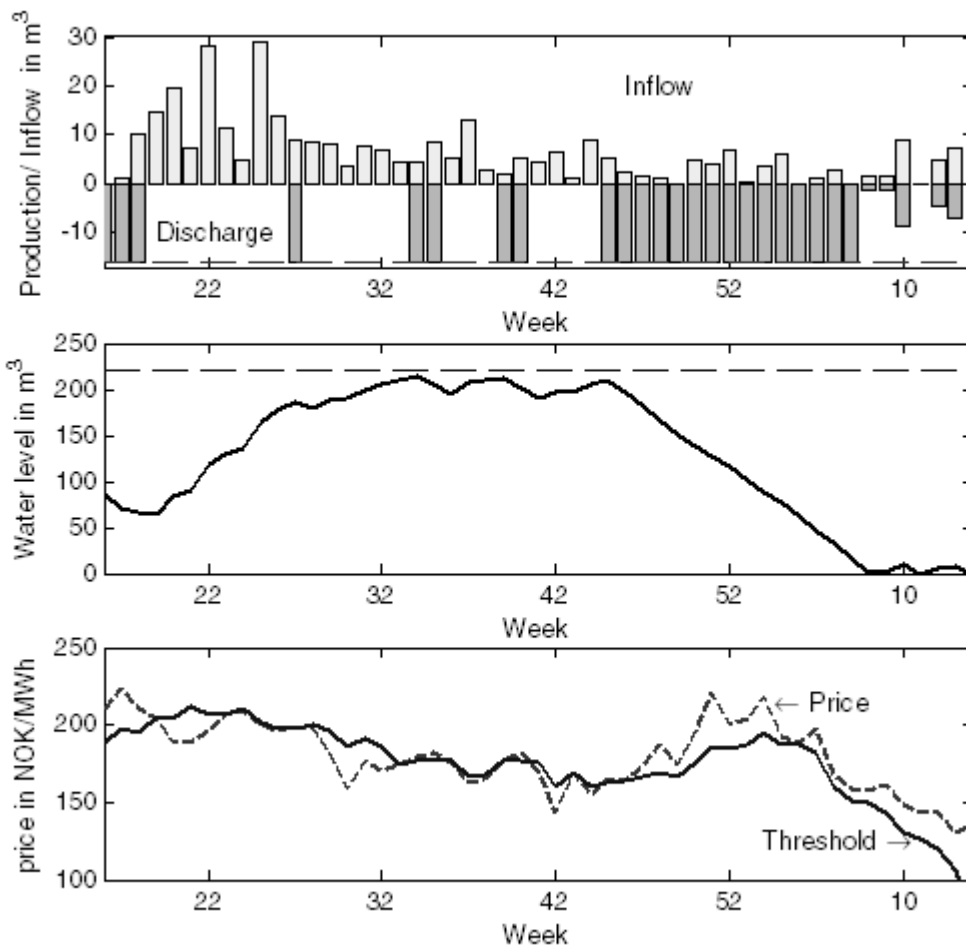 Production/ Inflow in m³
30
20
10
0
-10
Inflow
Discharge
22 32 42 52 10
Week
Water level in m³
250
200
150
100
50
0
22 32 42 52 10
Week
price in NOK/MWh
250
200
150
100
← Price
Threshold →
22 32 42 52 10
Week